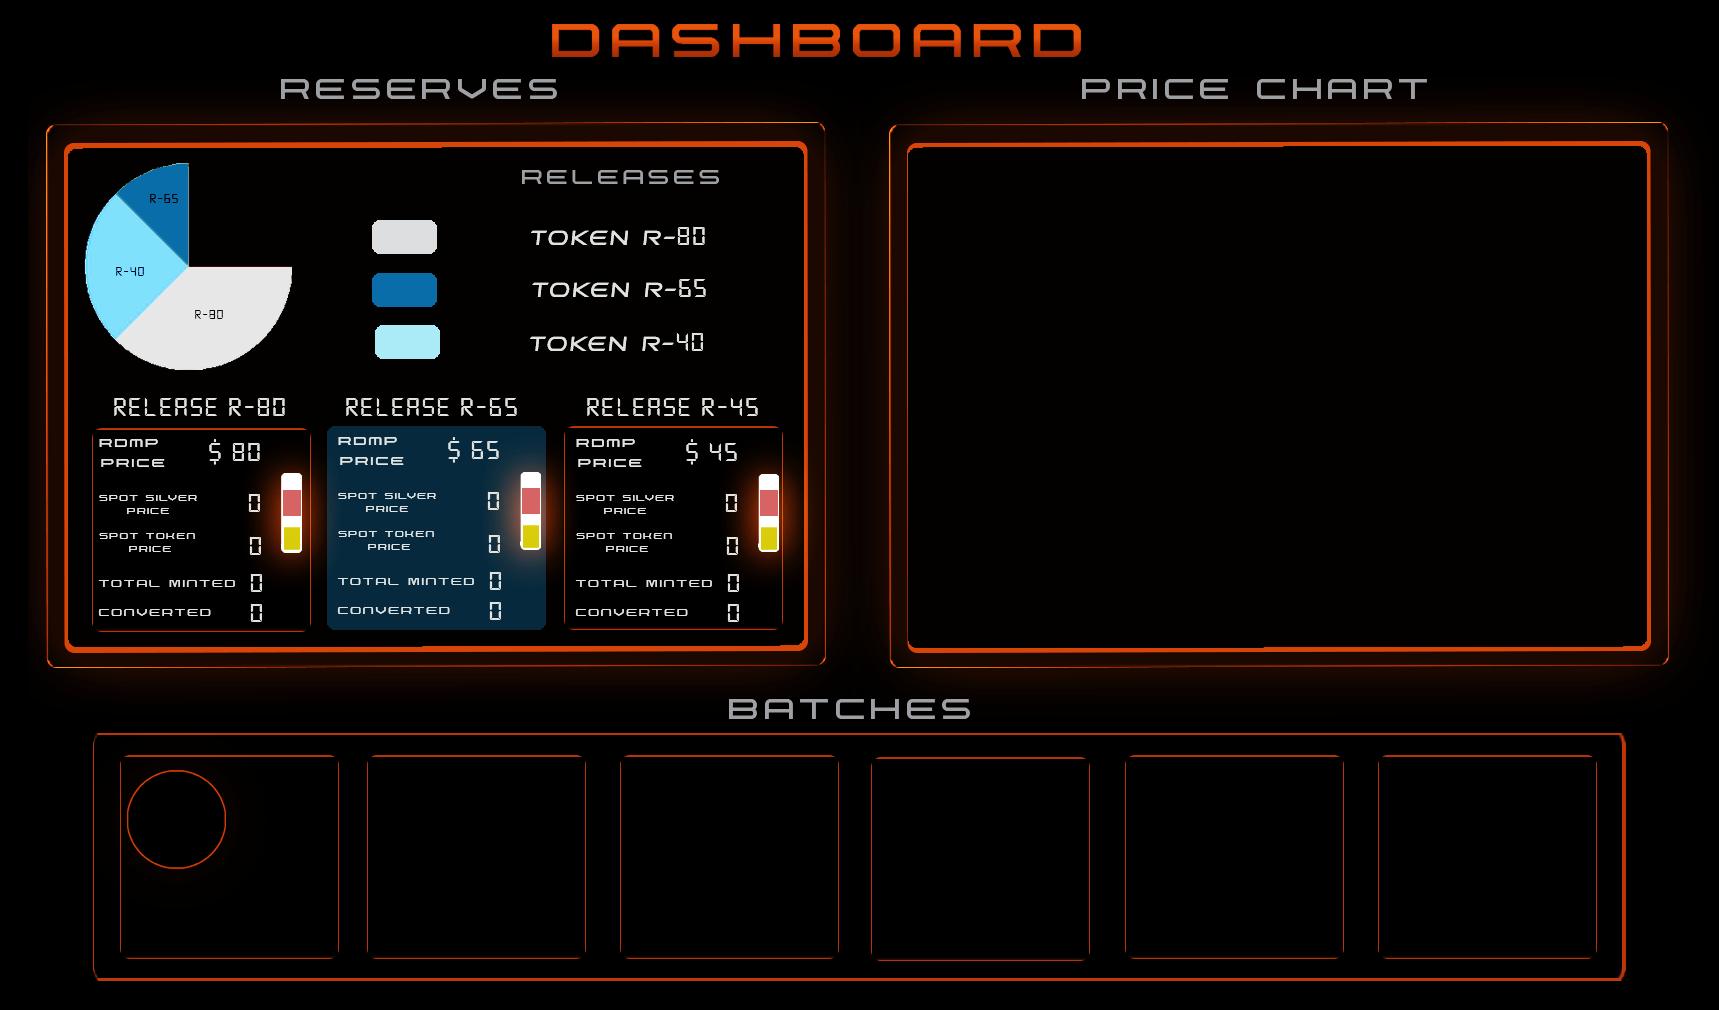 DASHBOARD
RESERVES
PRICE CHART
R-65
R-40
R-80
RELEASES
TOKEN R-80
TOKEN R-65
TOKEN R-40
RELEASE R-80
RDMP
PRICE
$ 80
SPOT SILVER
PRICE
0
SPOT TOKEN
PRICE
0
TOTAL MINTED 0
CONVERTED 0
RELEASE R-65
RDMP
PRICE
$ 65
SPOT SILVER
PRICE
0
SPOT TOKEN
PRICE
0
TOTAL MINTED 0
CONVERTED 0
RELEASE R-45
RDMP
PRICE
$ 45
SPOT SILVER
PRICE
0
SPOT TOKEN
PRICE
0
TOTAL MINTED 0
CONVERTED 0
BATCHES